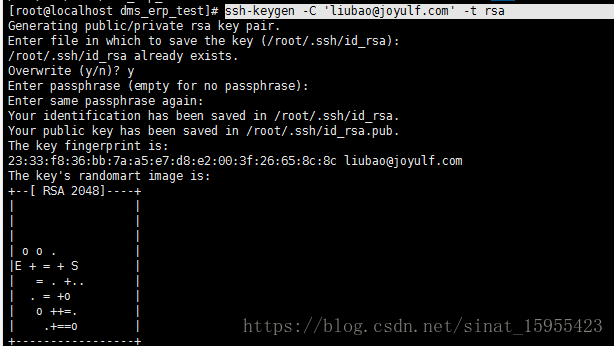 [root@localhost dms_erp_test]# ssh-keygen -C 'liubao@joyulf.com' -t rsa
Generating public/private rsa key pair.
Enter file in which to save the key (/root/.ssh/id_rsa):
/root/.ssh/id_rsa already exists.
Overwrite (y/n)? y
Enter passphrase (empty for no passphrase):
Enter same passphrase again:
Your identification has been saved in /root/.ssh/id_rsa.
Your public key has been saved in /root/.ssh/id_rsa.pub.
The key fingerprint is:
23:33:f8:36:bb:7a:a5:e7:d8:e2:00:3f:26:65:8c:8c liubao@joyulf.com
The key's randomart image is:
+--[ RSA 2048]----+
|                 |
|                 |
|                 |
| o o .           |
|E + = + S        |
|   = . +..       |
|  . = +o         |
|   o ++=.        |
|    .+==o        |
+-----------------+
https://blog.csdn.net/sinat_15955423